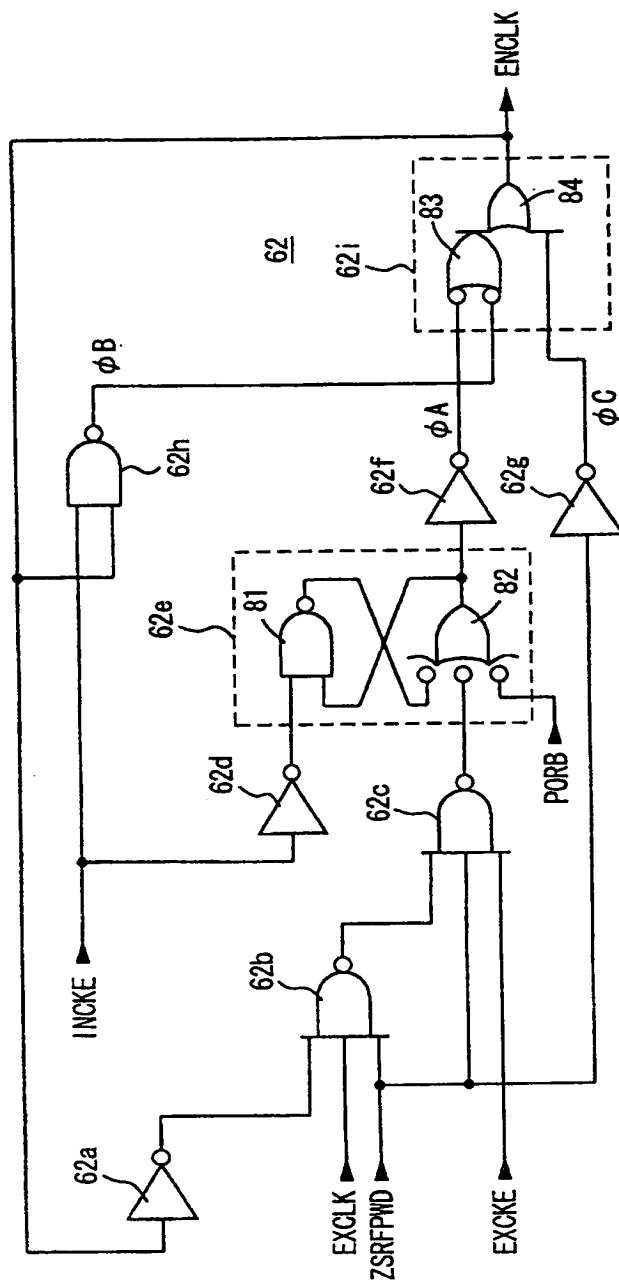 62
ENCLK
62i
83
84
φB
62h
φA
62f
φC
62g
62e
81
82
PORB
62d
62c
INCKE
62b
62a
EXCLK
ZSRFPWD
EXCKE